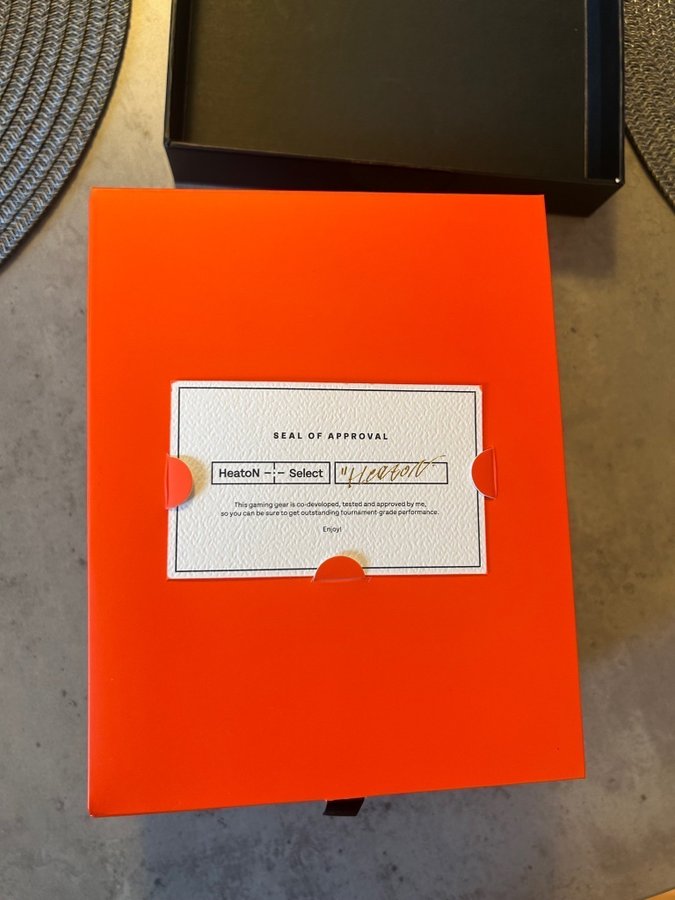 SEAL OF APPROVAL
HeatoN Select "HeatoN"
This gaming gear is co-developed, tested and approved by me,
so you can be sure to get outstanding tournament grade performance.
Enjoy!